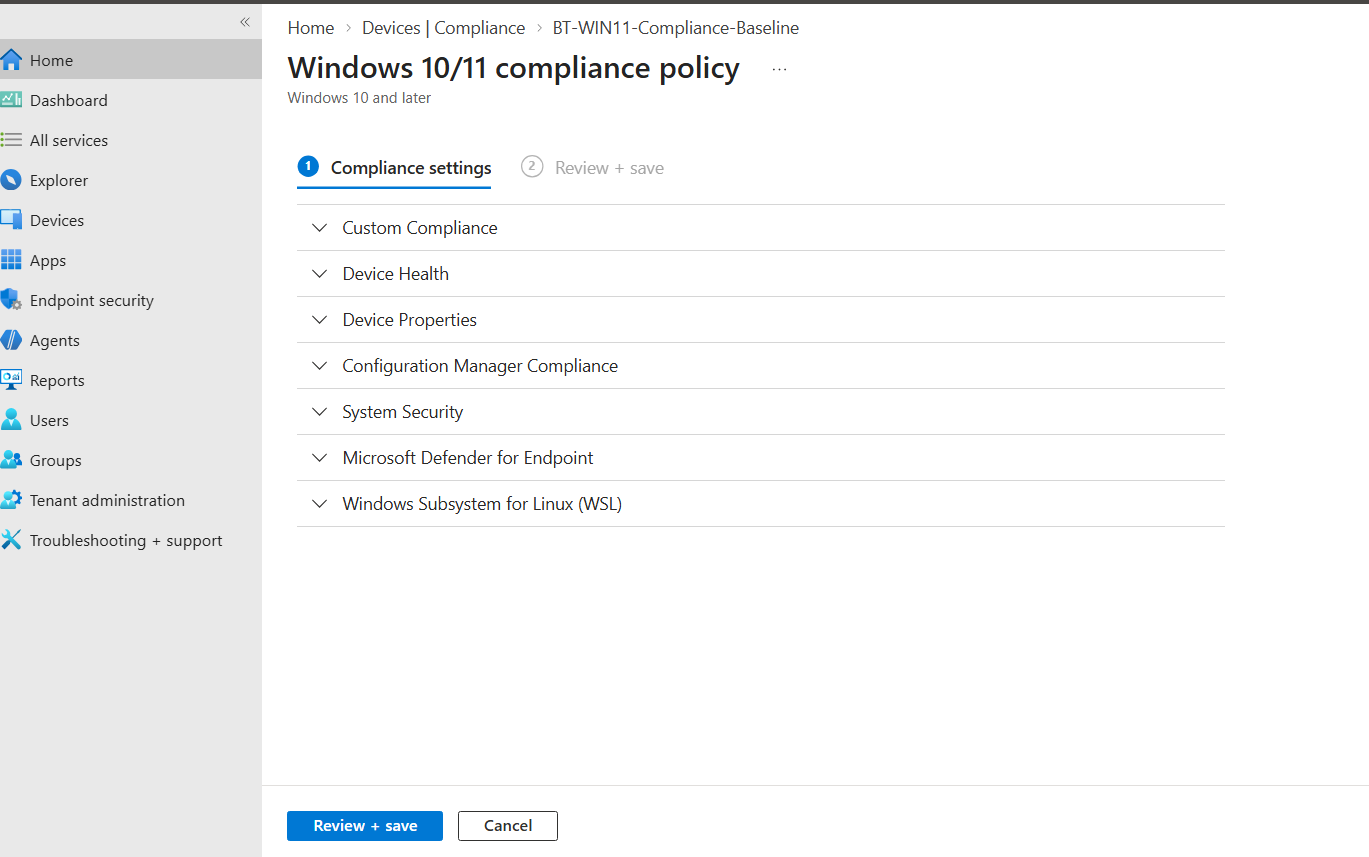 «
Home
Dashboard
All services
Explorer
Devices
Apps
Endpoint security
Agents
Reports
Users
Groups
Tenant administration
Troubleshooting + support
Home > Devices | Compliance > BT-WIN11-Compliance-Baseline
Windows 10/11 compliance policy ...
Windows 10 and later
1 Compliance settings 2 Review + save
Custom Compliance
Device Health
Device Properties
Configuration Manager Compliance
System Security
Microsoft Defender for Endpoint
Windows Subsystem for Linux (WSL)
Review + save Cancel